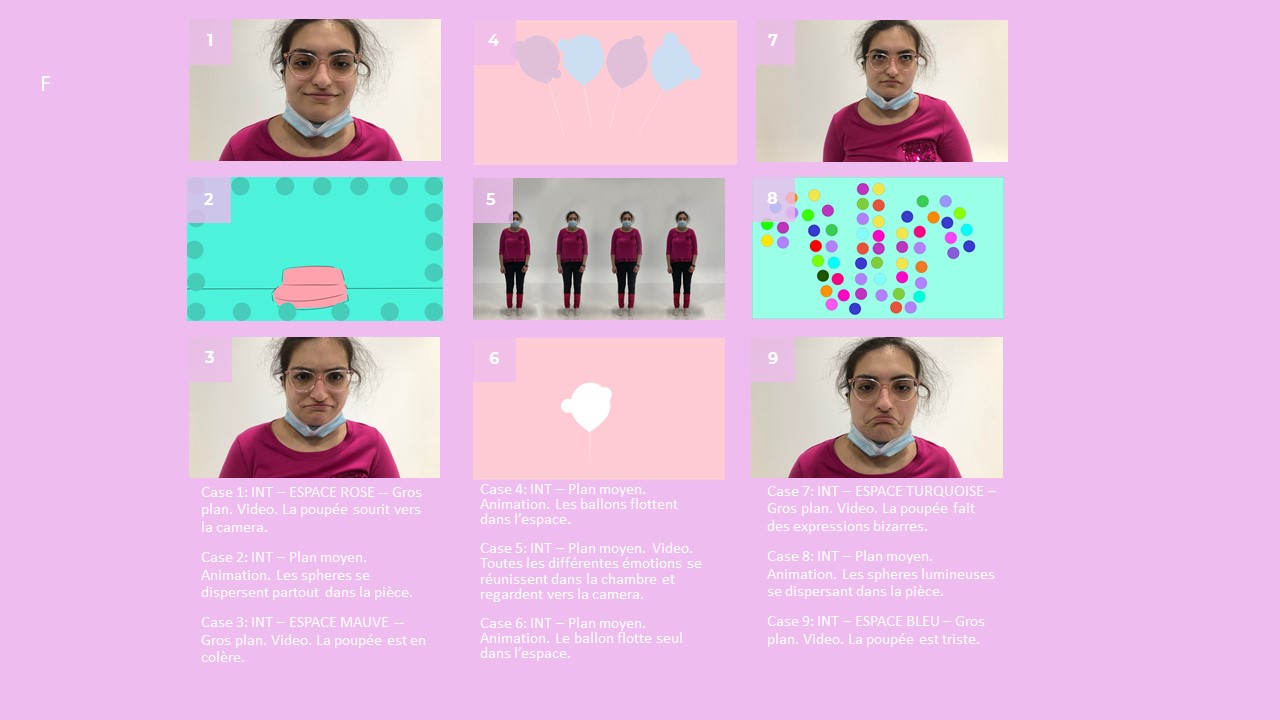 F
1
2
3
4
5
6
7
8
9
Case 1: INT – ESPACE ROSE -- Gros
plan. Video. La poupée sourit vers
la camera.
Case 2: INT – Plan moyen.
Animation. Les spheres se
dispersent partout dans la pièce.
Case 3: INT – ESPACE MAUVE --
Gros plan. Video. La poupée est en
colère.
Case 4: INT – Plan moyen.
Animation. Les ballons flottent
dans l’espace.
Case 5: INT – Plan moyen. Video.
Toutes les différentes émotions se
réunissent dans la chambre et
regardent vers la camera.
Case 6: INT – Plan moyen.
Animation. Le ballon flotte seul
dans l’espace.
Case 7: INT – ESPACE TURQUOISE –
Gros plan. Video. La poupée fait
des expressions bizarres.
Case 8: INT – Plan moyen.
Animation. Les spheres lumineuses
se dispersant dans la pièce.
Case 9: INT – ESPACE BLEU – Gros
plan. Video. La poupée est triste.